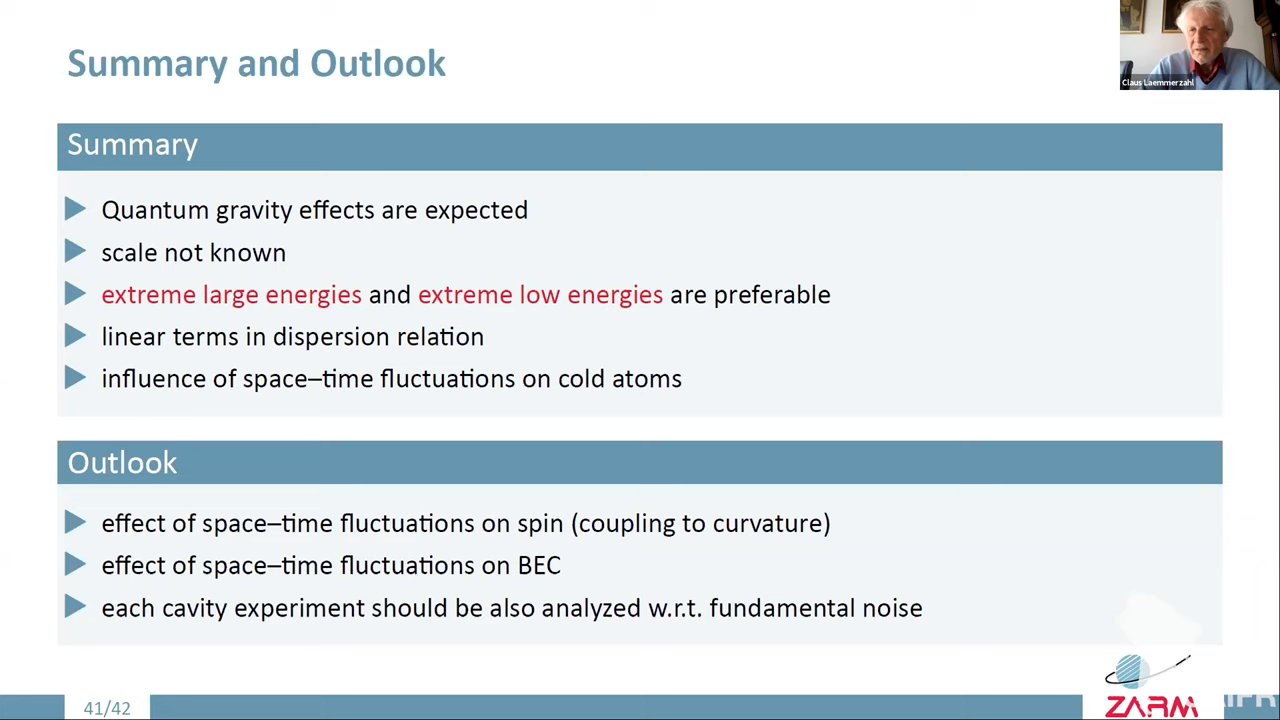 Summary and Outlook
Claus Laemmerzahl
Summary
Quantum gravity effects are expected
scale not known
extreme large energies and extreme low energies are preferable
linear terms in dispersion relation
influence of space–time fluctuations on cold atoms
Outlook
effect of space–time fluctuations on spin (coupling to curvature)
effect of space–time fluctuations on BEC
each cavity experiment should be also analyzed w.r.t. fundamental noise
41/42
ZARM